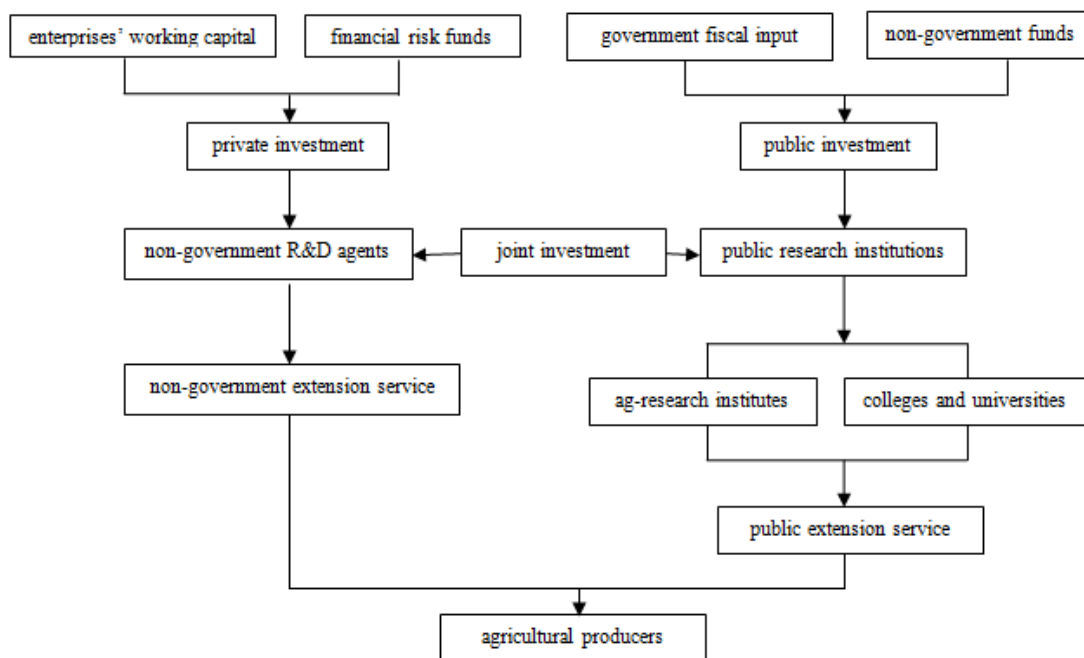 enterprises’ working capital
financial risk funds
government fiscal input
non-government funds
private investment
public investment
non-government R&D agents
joint investment
public research institutions
non-government extension service
ag-research institutes
colleges and universities
public extension service
agricultural producers